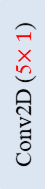 Conv2D (5× 1)